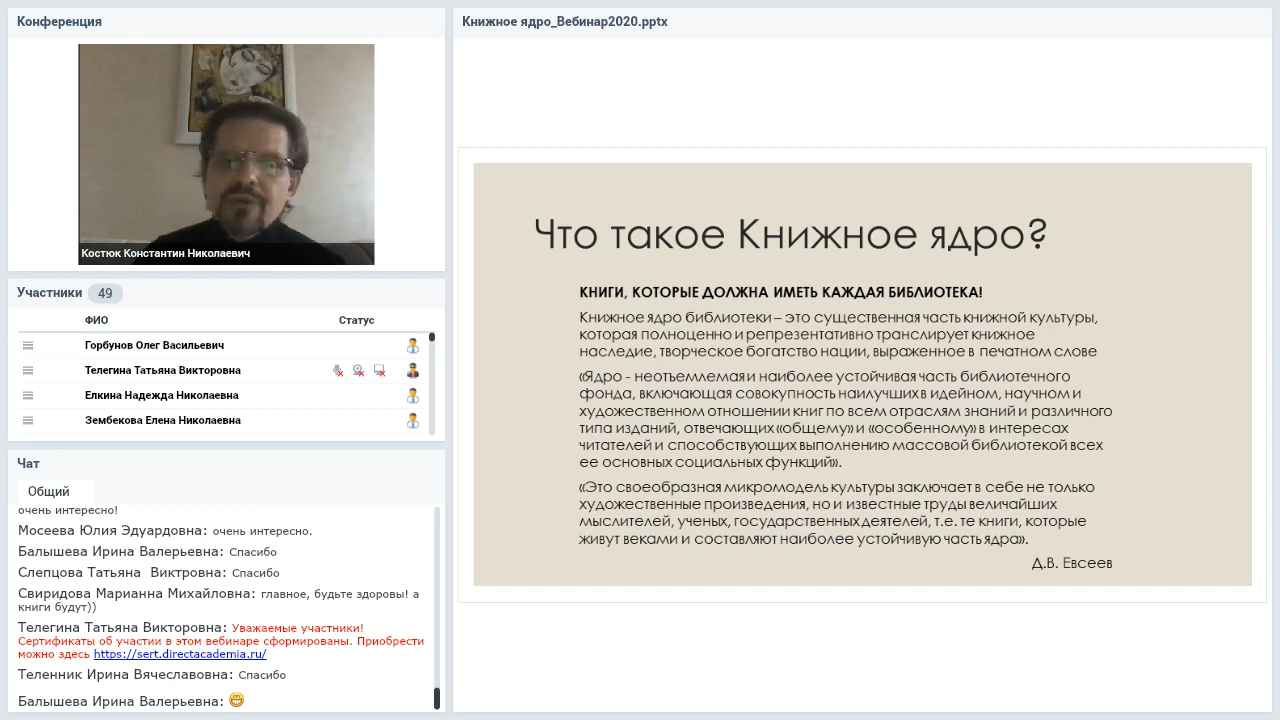 Конференция
Костюк Константин Николаевич
Участники 49
ФИО Статус
Горбунов Олег Васильевич
Телегина Татьяна Викторовна
Елкина Надежда Николаевна
Зембекова Елена Николаевна
Чат
Общий
очень интересно!
Мосеева Юлия Эдуардовна: очень интересно.
Балышева Ирина Валерьевна: Спасибо
Слепцова Татьяна Виктровна: Спасибо
Свиридова Марианна Михайловна: главное, будьте здоровы! а
книги будут))
Телегина Татьяна Викторовна: Уважаемые участники!
Сертификаты об участии в этом вебинаре сформированы. Приобрести
можно здесь https://sert.directacademia.ru/
Теленник Ирина Вячеславовна: Спасибо
Балышева Ирина Валерьевна:
Книжное ядро_Вебинар2020.pptx
Что такое Книжное ядро?
КНИГИ, КОТОРЫЕ ДОЛЖНА ИМЕТЬ КАЖДАЯ БИБЛИОТЕКА!
Книжное ядро библиотеки – это существенная часть книжной культуры,
которая полноценно и репрезентативно транслирует книжное
наследие, творческое богатство нации, выраженное в печатном слове
«Ядро - неотъемлемая и наиболее устойчивая часть библиотечного
фонда, включающая совокупность наилучших в идейном, научном и
художественном отношении книг по всем отраслям знаний и различного
типа изданий, отвечающих «общему» и «особенному» в интересах
читателей и способствующих выполнению массовой библиотекой всех
ее основных социальных функций».
«Это своеобразная микромодель культуры заключает в себе не только
художественные произведения, но и известные труды величайших
мыслителей, ученых, государственных деятелей, т.е. те книги, которые
живут веками и составляют наиболее устойчивую часть ядра».
Д.В. Евсеев